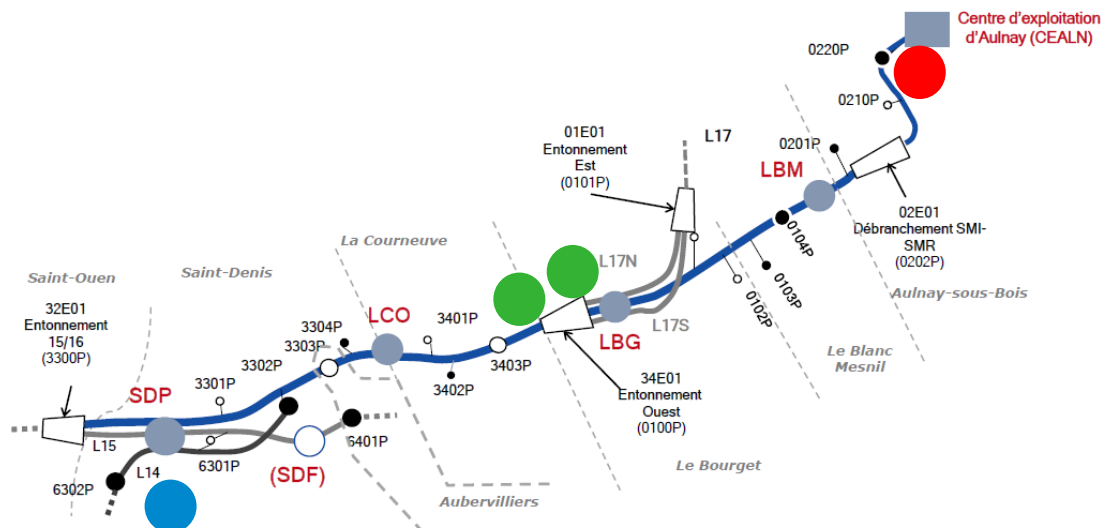 Centre d'exploitation
d'Aulnay (CEALN)
0220P
0210P
01E01
Entonnement
Est
(0101P)
L17
0201P
LBM
02E01
Débranchement SMI-
SMR
(0202P)
0104P
0103P
0102P
Aulnay-sous-Bois
La Courneuve
L17N
L17S
LBG
Le Blanc
Mesnil
Saint-Ouen
Saint-Denis
32E01
Entonnement
15/16
(3300P)
3304P
3303P
3302P
3301P
LCO
3401P
3402P
3403P
34E01
Entonnement
Ouest
(0100P)
SDP
L15
L14
6301P
6302P
(SDF)
6401P
Le Bourget
Aubervilliers